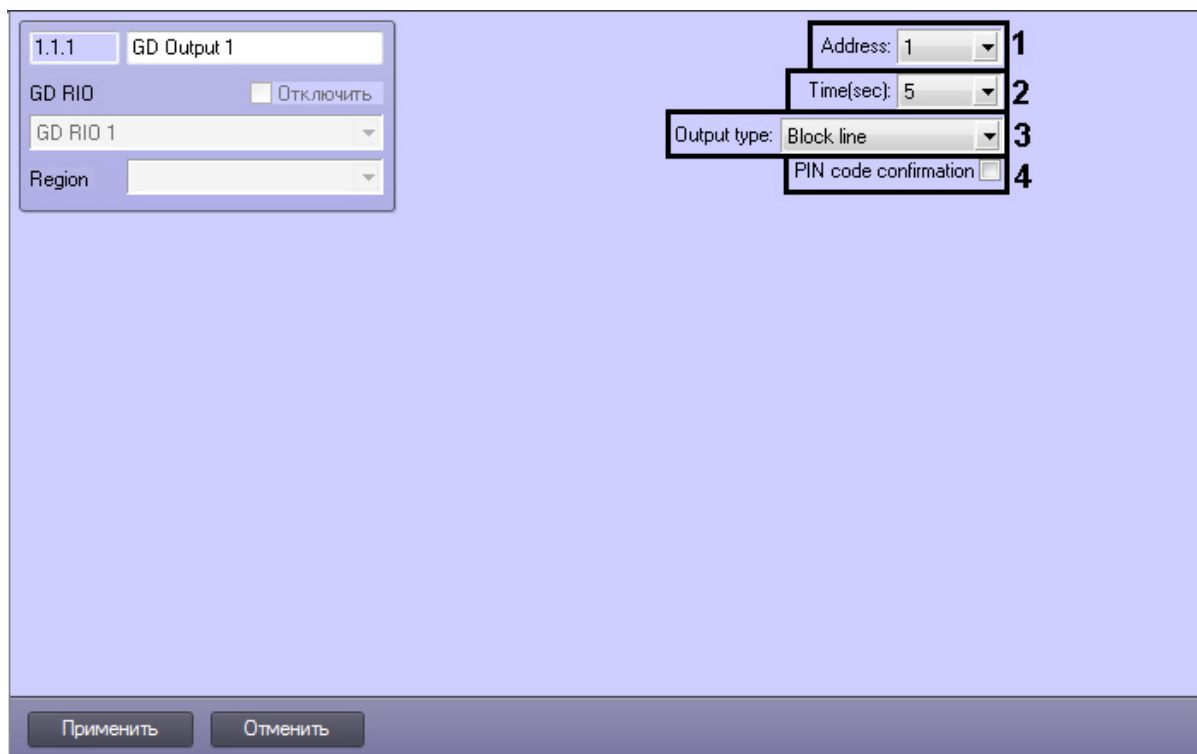 1.1.1 GD Output 1
GD RIO Отключить
GD RIO 1
Region
Address: 1 1
Time(sec): 5 2
Output type: Block line 3
PIN code confirmation 4
Применить Отменить